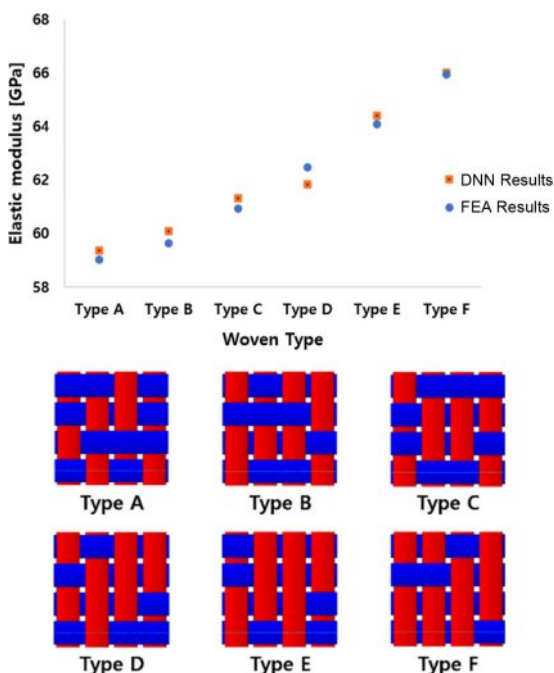 Elastic modulus [GPa]
68
66
64
62
60
58
DNN Results
FEA Results
Type A Type B Type C Type D Type E Type F
Woven Type
Type A Type B Type C
Type D Type E Type F